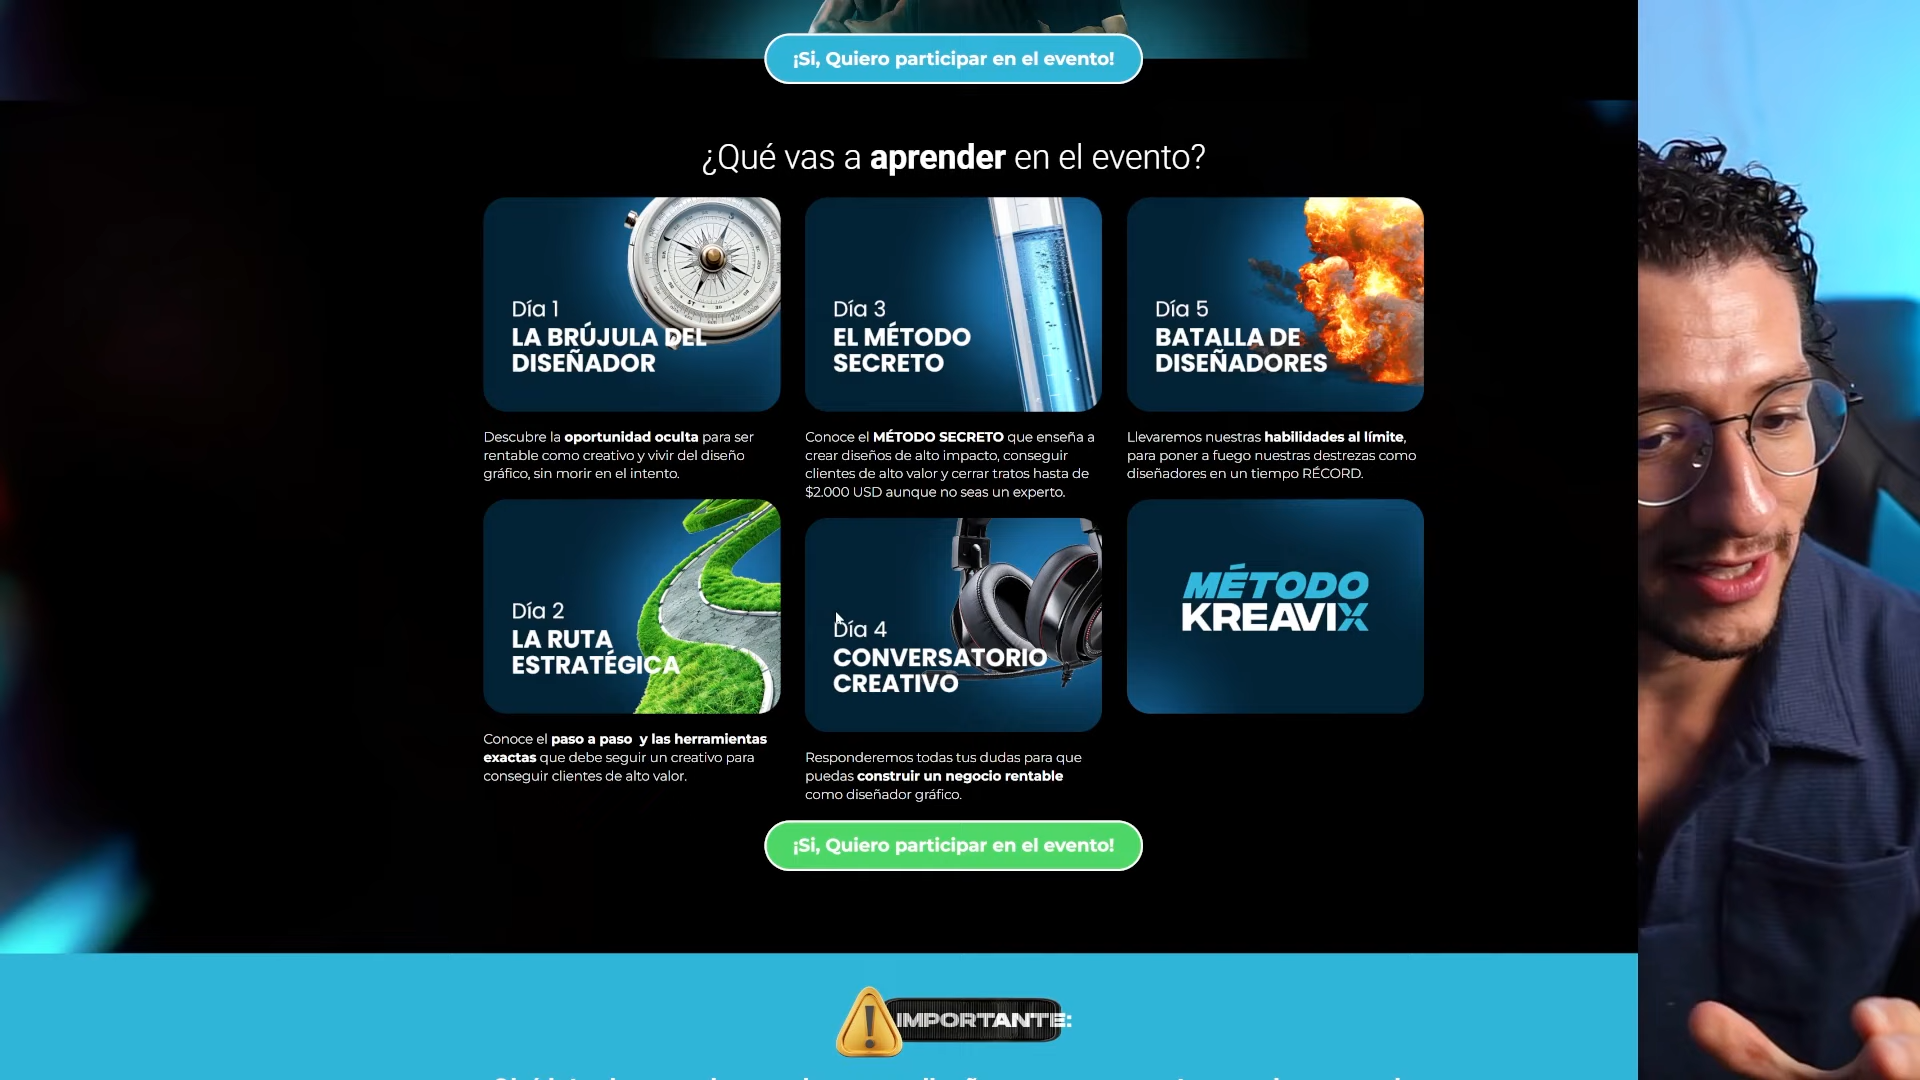 ¡Si, Quiero participar en el evento!
¿Qué vas a aprender en el evento?
Día 1
LA BRÚJULA DEL
DISEÑADOR
Descubre la oportunidad oculta para ser
rentable como creativo y vivir del diseño
gráfico, sin morir en el intento.
Día 2
LA RUTA
ESTRATÉGICA
Conoce el paso a paso y las herramientas
exactas que debe seguir un creativo para
conseguir clientes de alto valor.
Día 3
EL MÉTODO
SECRETO
Conoce el MÉTODO SECRETO que enseña a
crear diseños de alto impacto, conseguir
clientes de alto valor y cerrar tratos hasta de
$2.000 USD aunque no seas un experto.
Día 4
CONVERSATORIO
CREATIVO
Responderemos todas tus dudas para que
puedas construir un negocio rentable
como diseñador gráfico.
Día 5
BATALLA DE
DISEÑADORES
Llevaremos nuestras habilidades al límite,
para poner a fuego nuestras destrezas como
diseñadores en un tiempo RÉCORD.
MÉTODO
KREAVIX
¡Si, Quiero participar en el evento!
IMPORTANTE: